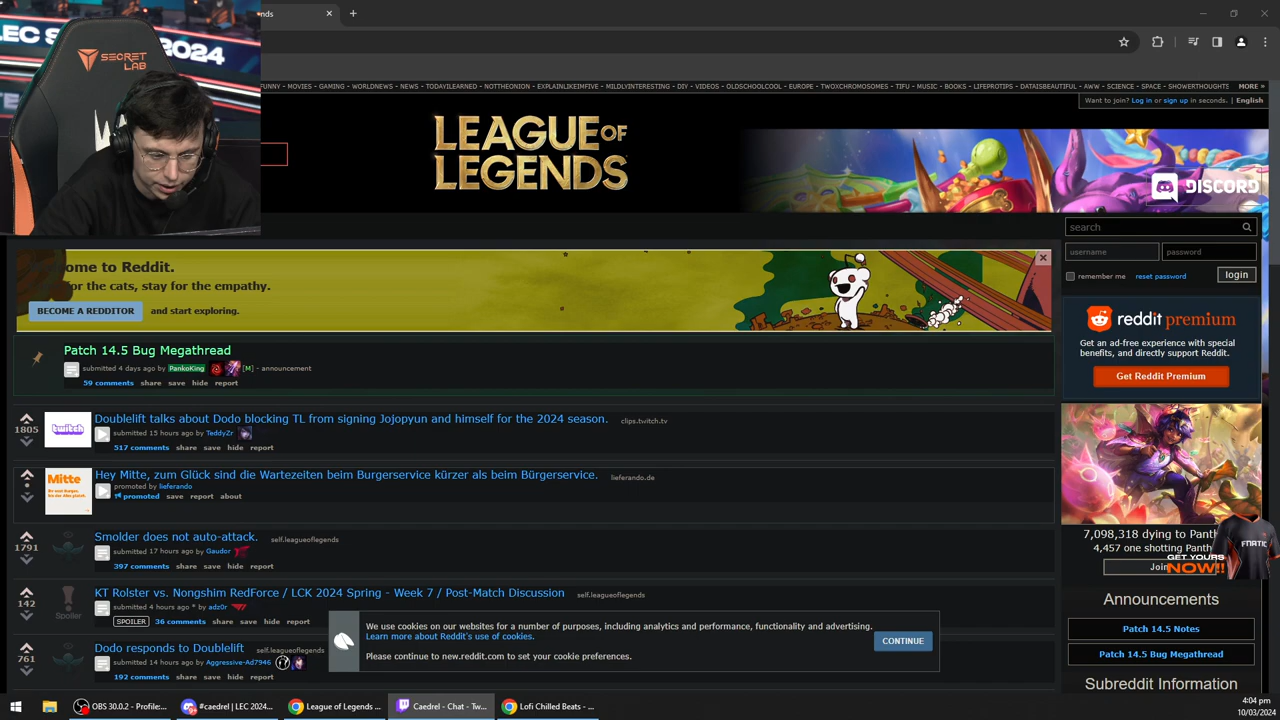 LEC S 2024
SECRET
LAB
ends
FUNNY - MOVIES - GAMING - WORLDNEWS - NEWS - TODAYILEARNED - NOTTHEONION - EXPLAINLIKEIMFIVE - MILDLYINTERESTING - DIY - VIDEOS - OLDSCHOOLCOOL - EUROPE - TWOXCHROMOSOMES - TIFU - MUSIC - BOOKS - LIFEPROTIPS - DATAISBEAUTIFUL - AWW - SCIENCE - SPACE - SHOWERTHOUGHTS MORE »
Want to join? Log in or sign up in seconds. | English
LEAGUE OF
LEGENDS
DISCORD
search
username password
remember me reset password login
ome to Reddit.
or the cats, stay for the empathy.
BECOME A REDDITOR and start exploring.
reddit premium
Get an ad-free experience with special
benefits, and directly support Reddit.
Get Reddit Premium
Patch 14.5 Bug Megathread
submitted 4 days ago by PankoKing [M] - announcement
59 comments share save hide report
1805
twitch
Doublelift talks about Dodo blocking TL from signing Jojopyun and himself for the 2024 season. clips.twitch.tv
submitted 15 hours ago by TeddyZr
517 comments share save hide report
Mitte
Hey Mitte, zum Glück sind die Wartezeiten beim Burgerservice kürzer als beim Bürgerservice. lieferando.de
promoted by lieferando
promoted save report about
1791
Smolder does not auto-attack. self.leagueoflegends
submitted 17 hours ago by Gaudor
397 comments share save hide report
142
Spoiler
KT Rolster vs. Nongshim RedForce / LCK 2024 Spring - Week 7 / Post-Match Discussion self.leagueoflegends
submitted 4 hours ago * by adz0r
SPOILER 36 comments share save hide report
761
Dodo responds to Doublelift self.leagueoflegends
submitted 14 hours ago by Aggressive-Ad7946
192 comments share save hide report
We use cookies on our websites for a number of purposes, including analytics and performance, functionality and advertising.
Learn more about Reddit's use of cookies.
Please continue to new.reddit.com to set your cookie preferences.
CONTINUE
7,098,318 dying to Panth
4,457 one shotting Panth
Join
FNATIC
GET YOURS
NOW!!
Announcements
Patch 14.5 Notes
Patch 14.5 Bug Megathread
Subreddit Information
OBS 30.0.2 - Profile:...
#caedrel | LEC 2024...
League of Legends ...
Caedrel - Chat - Tw...
Lofi Chilled Beats - ...
4:04 pm
10/03/2024